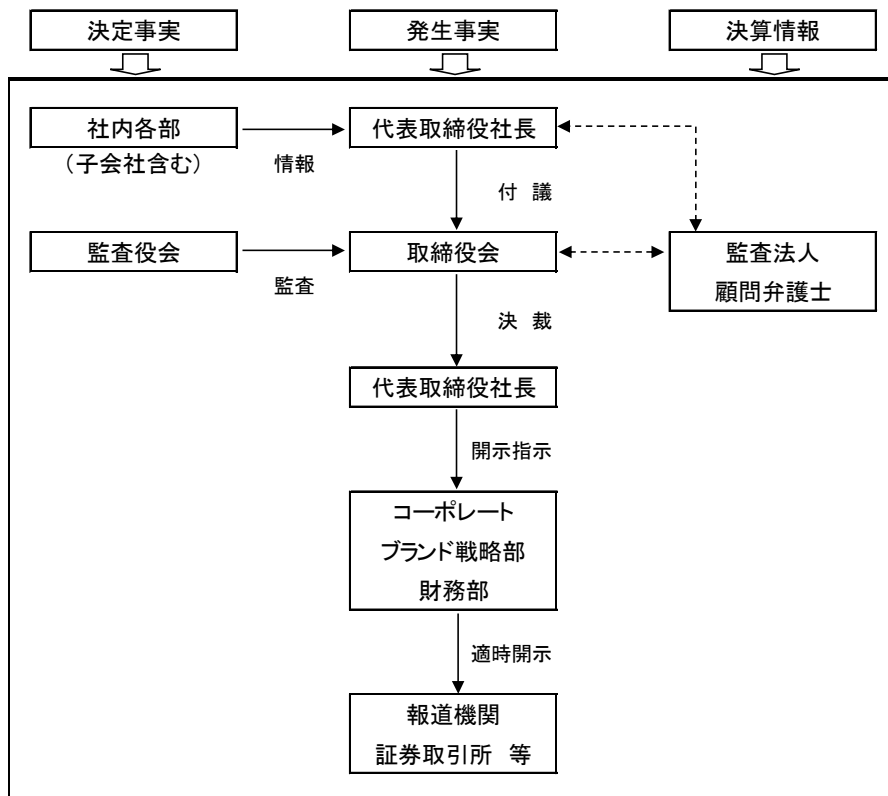 決定事実
発生事実
決算情報
社内各部
（子会社含む）
情報
代表取締役社長
付　議
監査役会
監査
取締役会
監査法人
顧問弁護士
決　裁
代表取締役社長
開示指示
コーポレート
ブランド戦略部
財務部
適時開示
報道機関
証券取引所　等